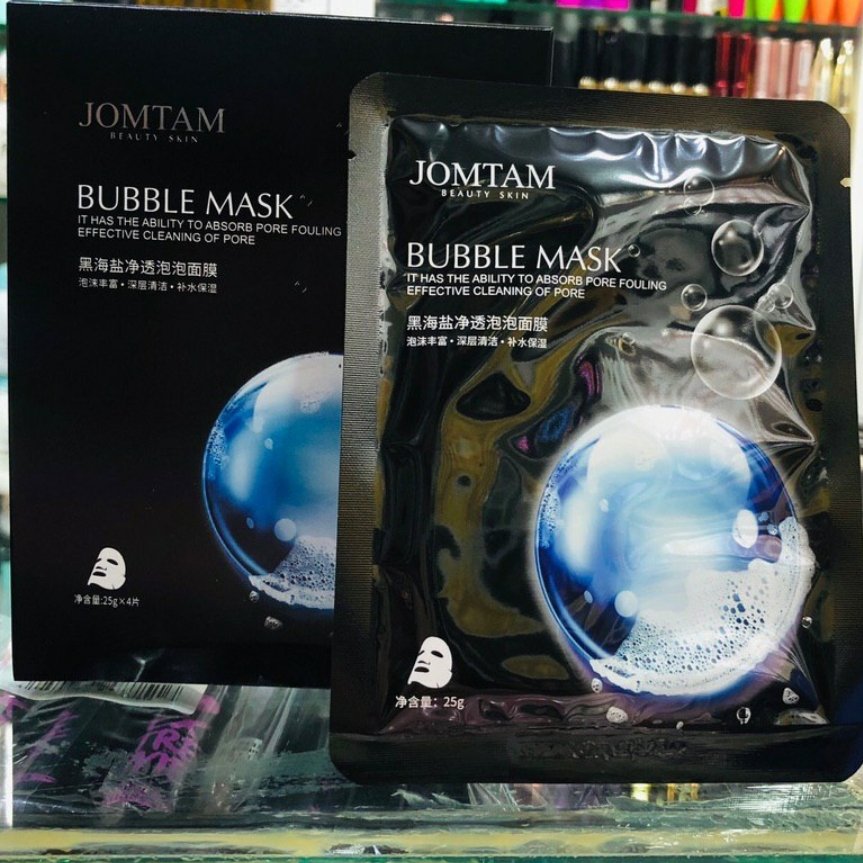 JOMTAM
BEAUTY SKIN
BUBBLE MASK
IT HAS THE ABILITY TO ABSORB PORE FOULING
EFFECTIVE CLEANING OF PORE
黑海盐净透泡泡面膜
泡沫丰富·深层清洁·补水保湿
净含量:25g×4片
JOMTAM
BEAUTY SKIN
BUBBLE MASK
IT HAS THE ABILITY TO ABSORB PORE FOULING
EFFECTIVE CLEANING OF PORE
黑海盐净透泡泡面膜
泡沫丰富·深层清洁·补水保湿
净含量：25g